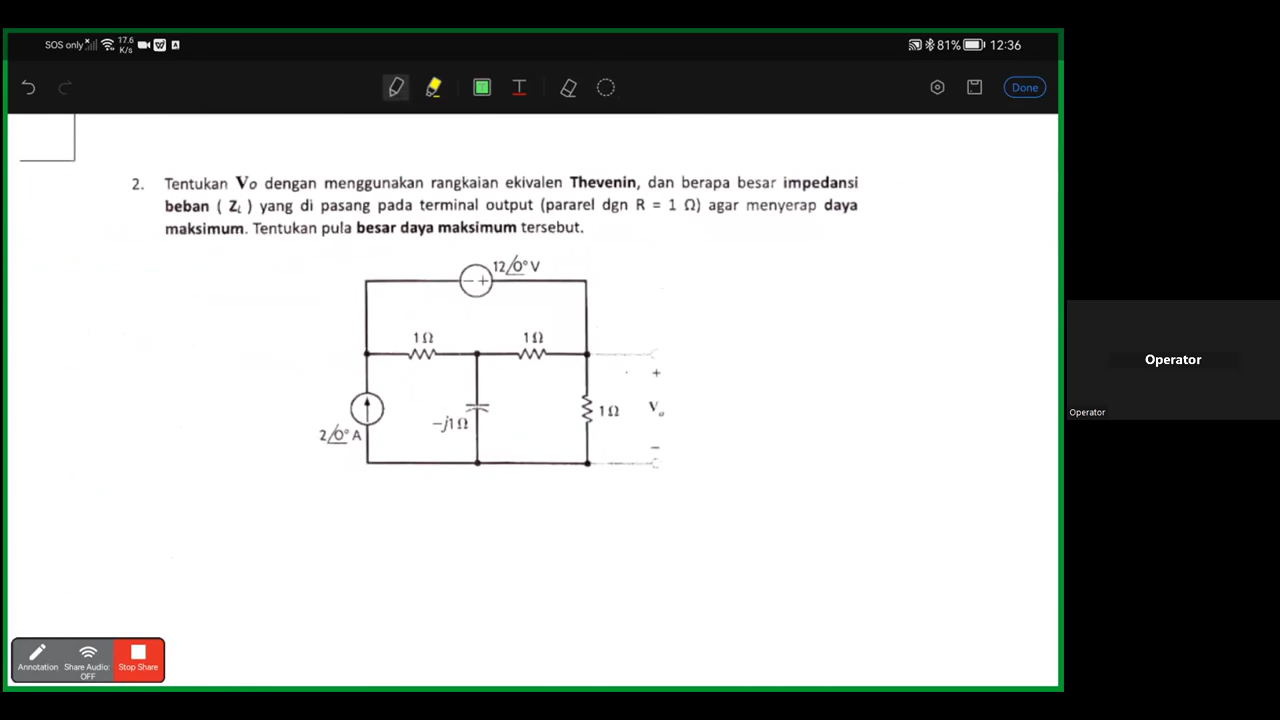 SOS only 17.6 K/s W A 81% 12:36
T Done
2. Tentukan Vo dengan menggunakan rangkaian ekivalen Thevenin, dan berapa besar impedansi
beban ( ZL ) yang di pasang pada terminal output (pararel dgn R = 1 Ω) agar menyerap daya
maksimum. Tentukan pula besar daya maksimum tersebut.
12/0° V
- +
1 Ω 1 Ω
+
-j1 Ω 1 Ω Vo
2/0° A
-
Operator
Operator
Annotation Share Audio: OFF Stop Share